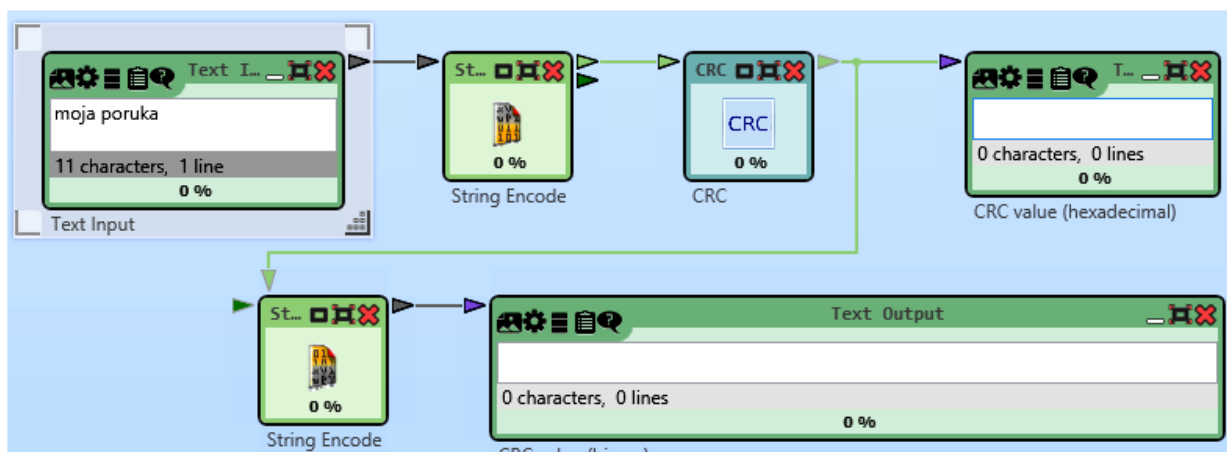 Text I...
moja poruka
11 characters, 1 line
0 %
Text Input
St...
0 %
String Encode
CRC
CRC
0 %
CRC
T...
0 characters, 0 lines
0 %
CRC value (hexadecimal)
St...
0 %
String Encode
Text Output
0 characters, 0 lines
0 %